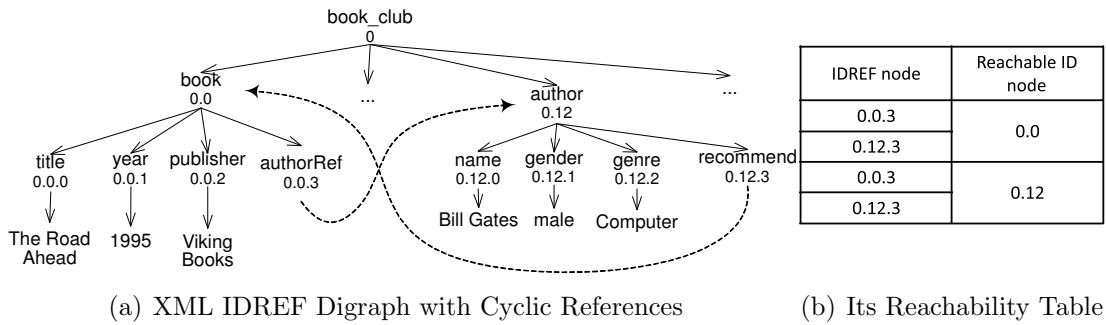 book_club
0
book
0.0
...
author
0.12
...
title
0.0.0
year
0.0.1
publisher
0.0.2
authorRef
0.0.3
name
0.12.0
gender
0.12.1
genre
0.12.2
recommend
0.12.3
The Road
Ahead
1995
Viking
Books
Bill Gates
male
Computer
IDREF node
Reachable ID
node
0.0.3
0.0
0.12.3
0.0.3
0.12
0.12.3
(a) XML IDREF Digraph with Cyclic References
(b) Its Reachability Table